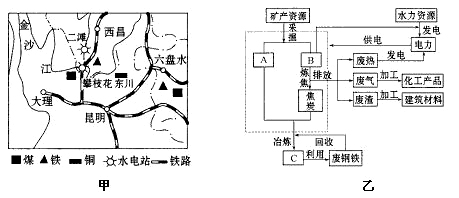 金
沙
江
二滩
西昌
六盘水
攀枝花
东川
大理
昆明
煤
铁
铜
水电站
铁路
甲
矿产资源
水力资源
采掘
发电
供电
电力
A
B
排放
废热
发电
炼焦
废气
加工
化工产品
焦炭
废渣
加工
建筑材料
冶炼
回收
C
利用
废钢铁
乙